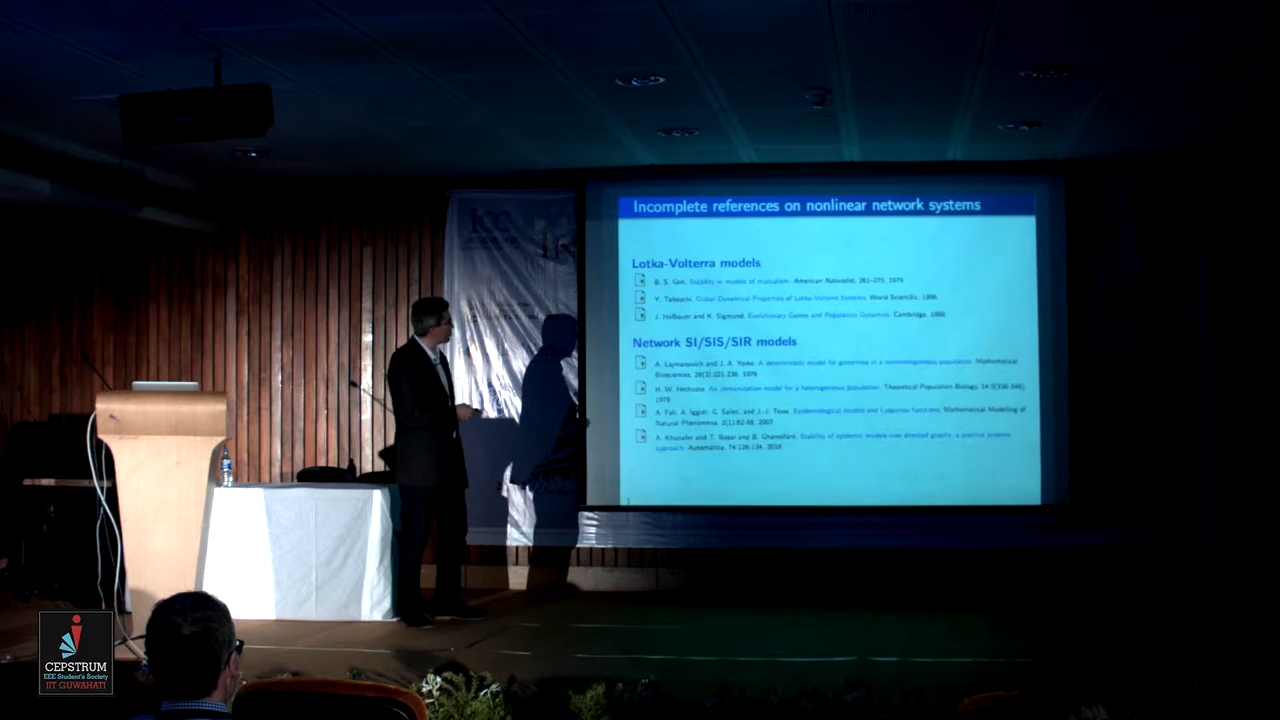 icc
Incomplete references on nonlinear network systems
Lotka-Volterra models
B. S. Goh. Stability in models of mutualism. American Naturalist, 261–275, 1979
Y. Takeuchi. Global Dynamical Properties of Lotka-Volterra Systems. World Scientific, 1996
J. Hofbauer and K. Sigmund. Evolutionary Games and Population Dynamics. Cambridge, 1998
Network SI/SIS/SIR models
A. Lajmanovich and J. A. Yorke. A deterministic model for gonorrhea in a nonhomogeneous population. Mathematical
Biosciences, 28(3):221-236, 1976
H. W. Hethcote. An immunization model for a heterogeneous population. Theoretical Population Biology, 14:3(338-349),
1978
A. Fall, A. Iggidr, G. Sallet, and J.-J. Tewa. Epidemiological models and Lyapunov functions. Mathematical Modelling of
Natural Phenomena, 2(1):62-68, 2007
A. Khanafer and T. Başar and B. Gharesifard. Stability of epidemic models over directed graphs: a positive systems
approach. Automatica, 74:126-134, 2016
CEPSTRUM
EEE Student's Society
IIT GUWAHATI